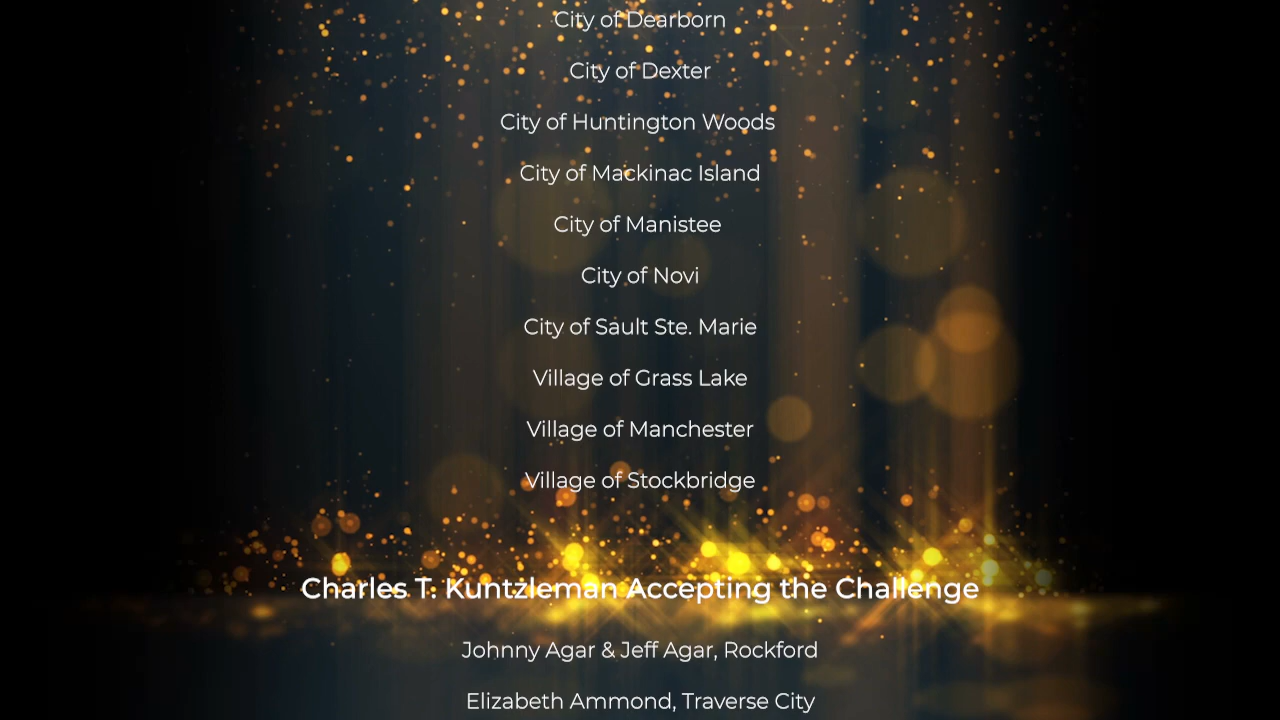 City of Dearborn
City of Dexter
City of Huntington Woods
City of Mackinac Island
City of Manistee
City of Novi
City of Sault Ste. Marie
Village of Grass Lake
Village of Manchester
Village of Stockbridge
Charles T. Kuntzleman Accepting the Challenge
Johnny Agar & Jeff Agar, Rockford
Elizabeth Ammond, Traverse City